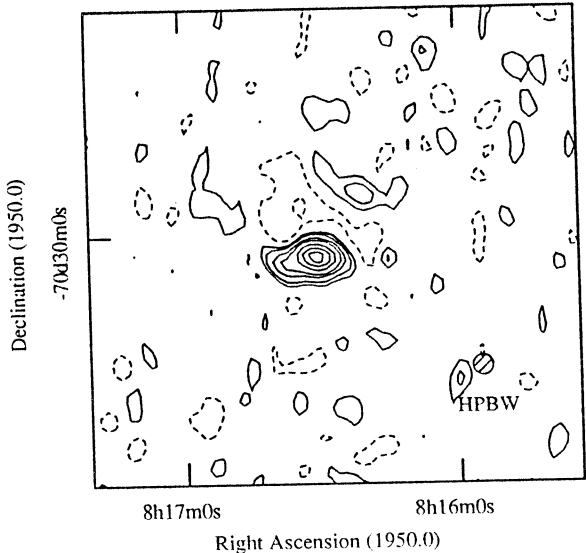 Declination (1950.0)
-70d30m0s
HPBW
8h17m0s
8h16m0s
Right Ascension (1950.0)